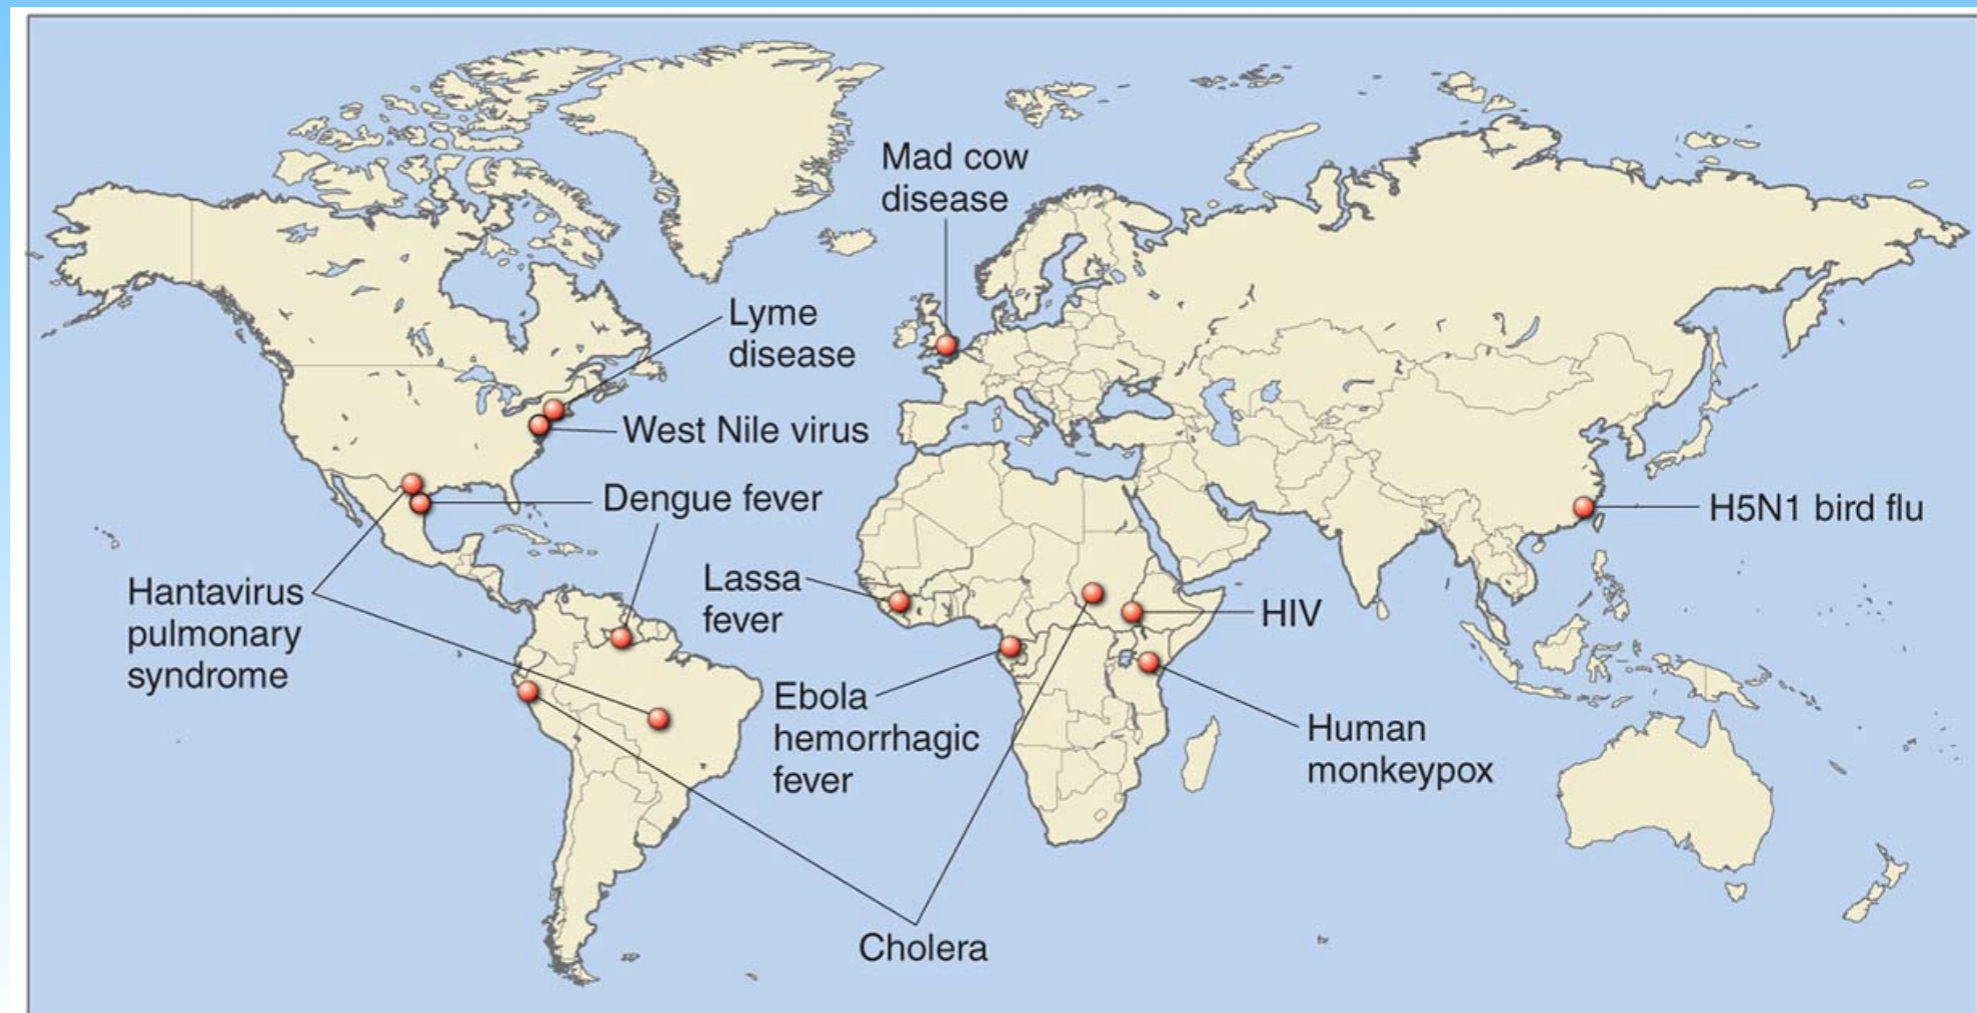 Mad cow
disease
Lyme
disease
West Nile virus
Dengue fever
H5N1 bird flu
Hantavirus
pulmonary
syndrome
Lassa
fever
HIV
Ebola
hemorrhagic
fever
Human
monkeypox
Cholera